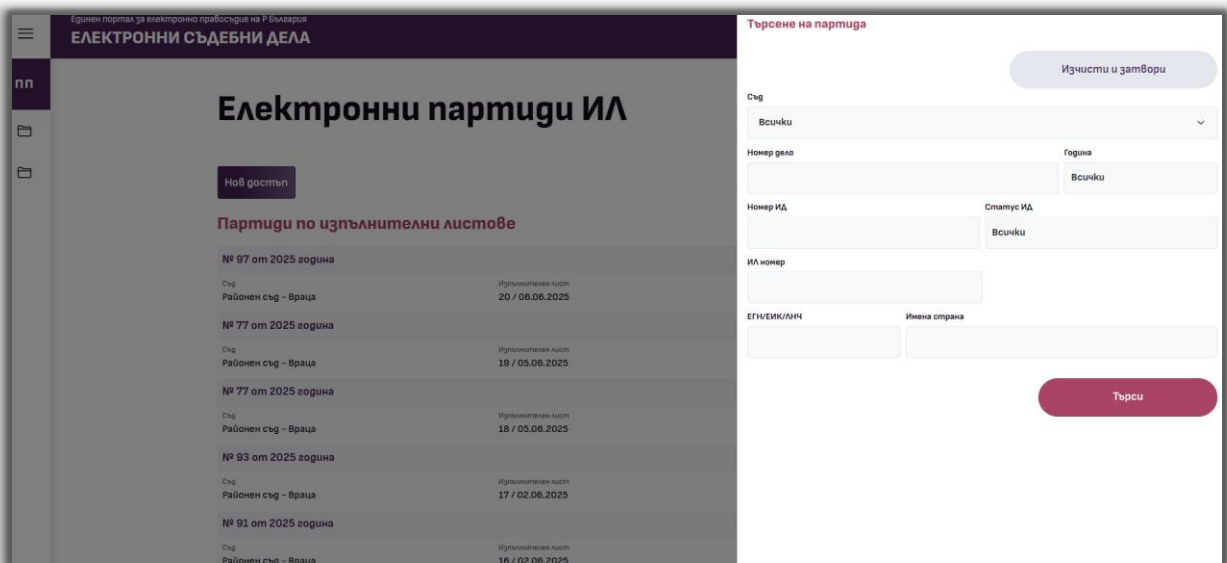 Единен портал за електронно правосъдие на Р България
ЕЛЕКТРОННИ СЪДЕБНИ ДЕЛА
ПП
Електронни партиди ИЛ
Нов достъп
Партиди по изпълнителни листове
№ 97 от 2025 година
Съд
Изпълнителен лист
Районен съд - Враца
20 / 06.06.2025
№ 77 от 2025 година
Съд
Изпълнителен лист
Районен съд - Враца
19 / 05.06.2025
№ 77 от 2025 година
Съд
Изпълнителен лист
Районен съд - Враца
18 / 05.06.2025
№ 93 от 2025 година
Съд
Изпълнителен лист
Районен съд - Враца
17 / 02.06.2025
№ 91 от 2025 година
Съд
Изпълнителен лист
Районен съд - Враца
16 / 02.06.2025
Търсене на партида
Изчисти и затвори
Съд
Всички
Номер дело
Година
Всички
Номер ИД
Статус ИД
Всички
ИЛ номер
ЕГН/ЕИК/ЛНЧ
Имена страна
Търси